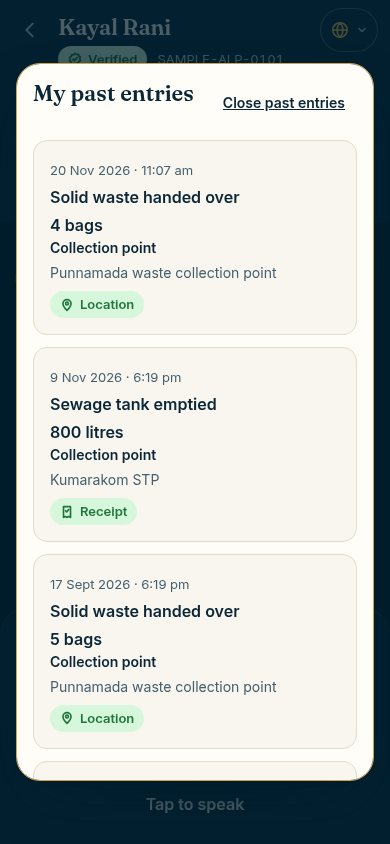 Kayal Rani
Verified SAMPLE-ALP-0101
My past entries
Close past entries
20 Nov 2026 · 11:07 am
Solid waste handed over
4 bags
Collection point
Punnamada waste collection point
Location
9 Nov 2026 · 6:19 pm
Sewage tank emptied
800 litres
Collection point
Kumarakom STP
Receipt
17 Sept 2026 · 6:19 pm
Solid waste handed over
5 bags
Collection point
Punnamada waste collection point
Location
Tap to speak